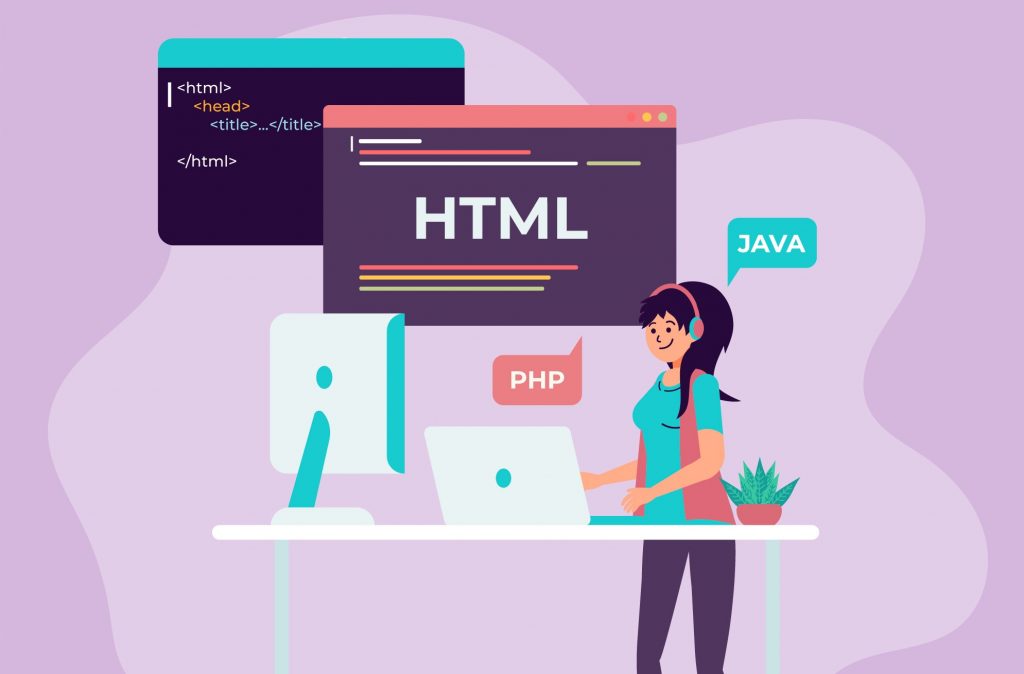 <html>
<head>
<title>...</title>
</html>
HTML
JAVA
PHP